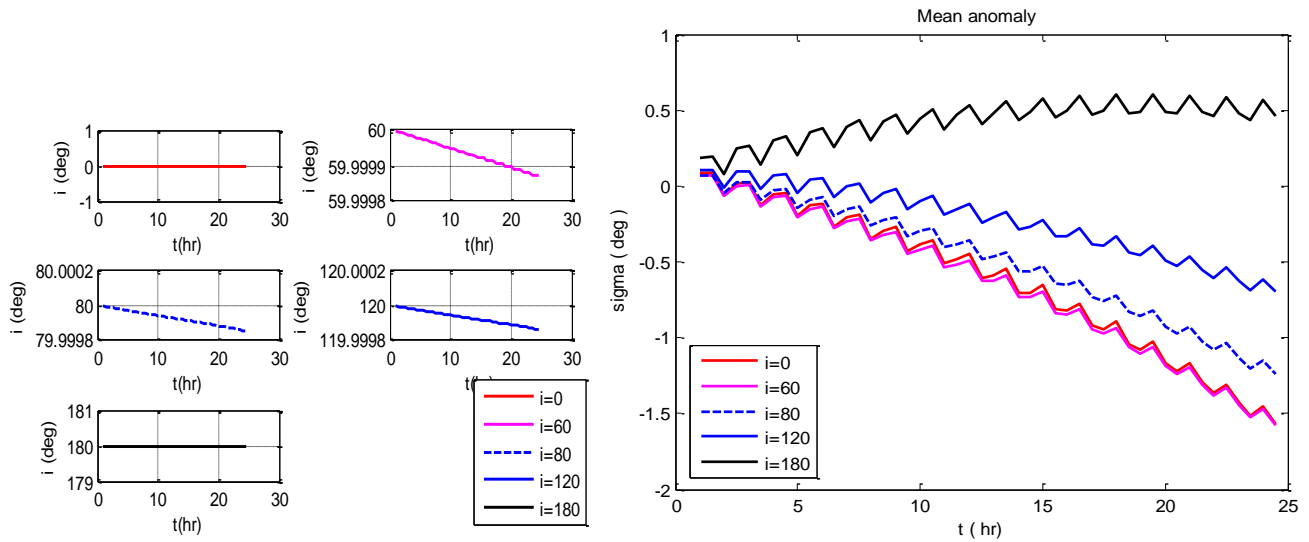 1
0
-1
i (deg)
0
10
20
30
t(hr)
60
59.9999
59.9998
i (deg)
0
10
20
30
t(hr)
80.0002
80
79.9998
i (deg)
0
10
20
30
t(hr)
120.0002
120
119.9998
i (deg)
0
10
20
30
t(hr)
181
180
179
i (deg)
0
10
20
30
t(hr)
i=0
i=60
i=80
i=120
i=180
Mean anomaly
1
0.5
0
-0.5
-1
-1.5
-2
sigma ( deg )
0
5
10
15
20
25
t ( hr)
i=0
i=60
i=80
i=120
i=180